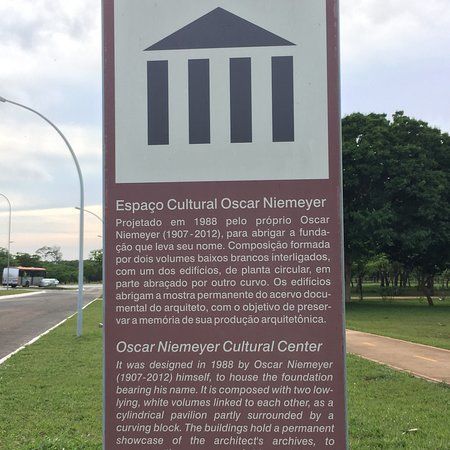 Espaço Cultural Oscar Niemeyer
Projetado em 1988 pelo próprio Oscar
Niemeyer (1907-2012), para abrigar a funda-
ção que leva seu nome. Composição formada
por dois volumes baixos brancos interligados,
com um dos edifícios, de planta circular, em
parte abraçado por outro curvo. Os edifícios
abrigam a mostra permanente do acervo docu-
mental do arquiteto, com o objetivo de preser-
var a memória de sua produção arquitetônica.
Oscar Niemeyer Cultural Center
It was designed in 1988 by Oscar Niemeyer
(1907-2012) himself, to house the foundation
bearing his name. It is composed with two low-
lying, white volumes linked to each other, as a
cylindrical pavilion partly surrounded by a
curving block. The buildings hold a permanent
showcase of the architect's archives, to